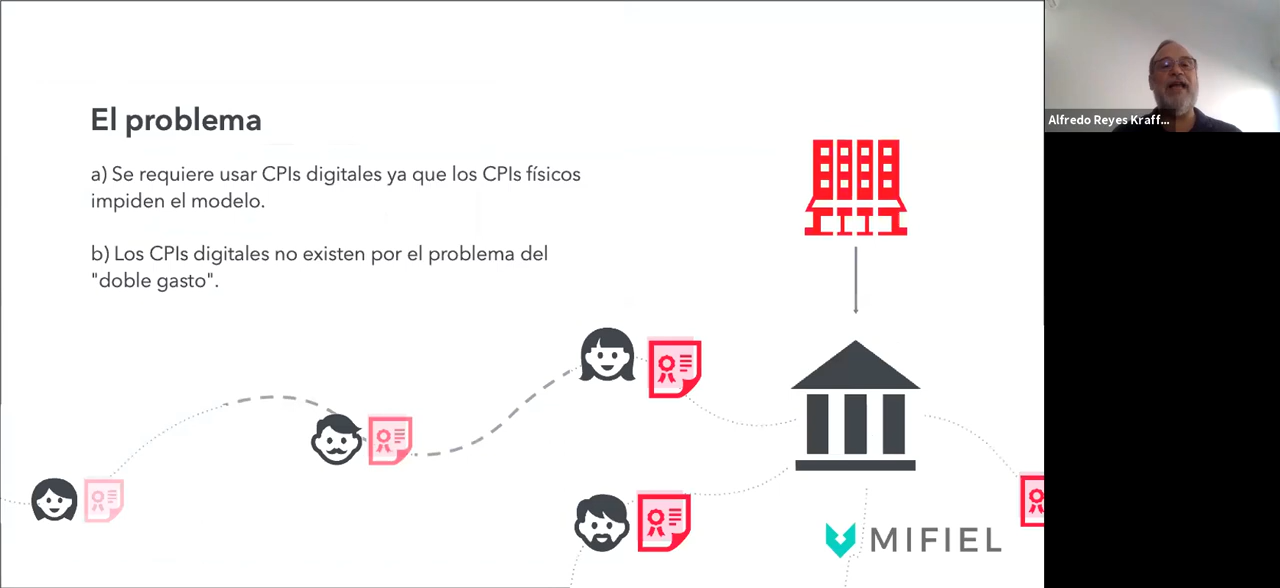 El problema
a) Se requiere usar CPIs digitales ya que los CPIs físicos
impiden el modelo.
b) Los CPIs digitales no existen por el problema del
"doble gasto".
MIFIEL
Alfredo Reyes Kraff...